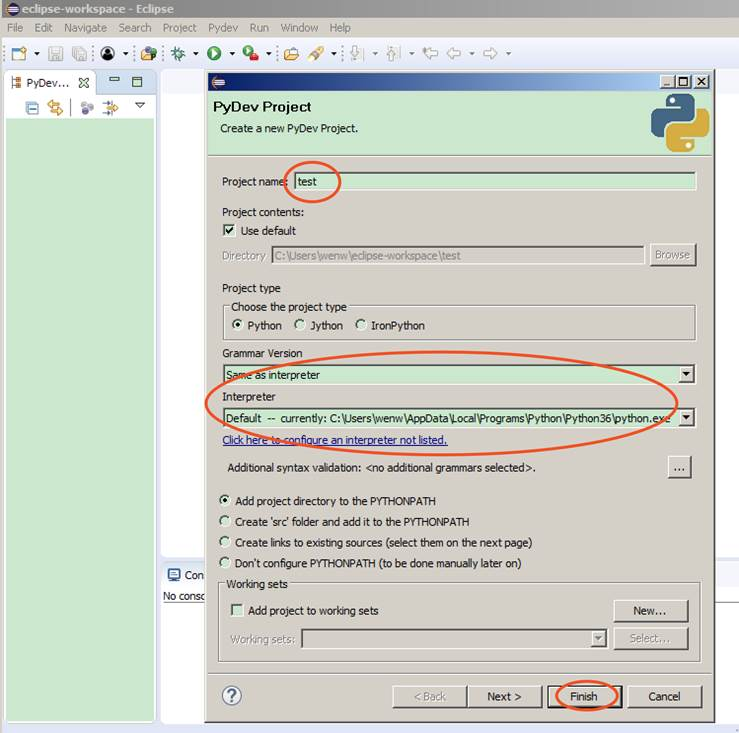 eclipse-workspace - Eclipse
File Edit Navigate Search Project Pydev Run Window Help
PyDev...
PyDev Project
Create a new PyDev Project.
Project name: test
Project contents:
Use default
Directory C:\Users\wenw\eclipse-workspace\test Browse
Project type
Choose the project type
Python Jython IronPython
Grammar Version
Same as interpreter
Interpreter
Default -- currently: C:\Users\wenw\AppData\Local\Programs\Python\Python36\python.exe
Click here to configure an interpreter not listed.
Additional syntax validation: <no additional grammars selected>. ...
Add project directory to the PYTHONPATH
Create 'src' folder and add it to the PYTHONPATH
Create links to existing sources (select them on the next page)
Don't configure PYTHONPATH (to be done manually later on)
Con
No consc
Working sets
Add project to working sets New...
Working sets: Select...
? < Back Next > Finish Cancel